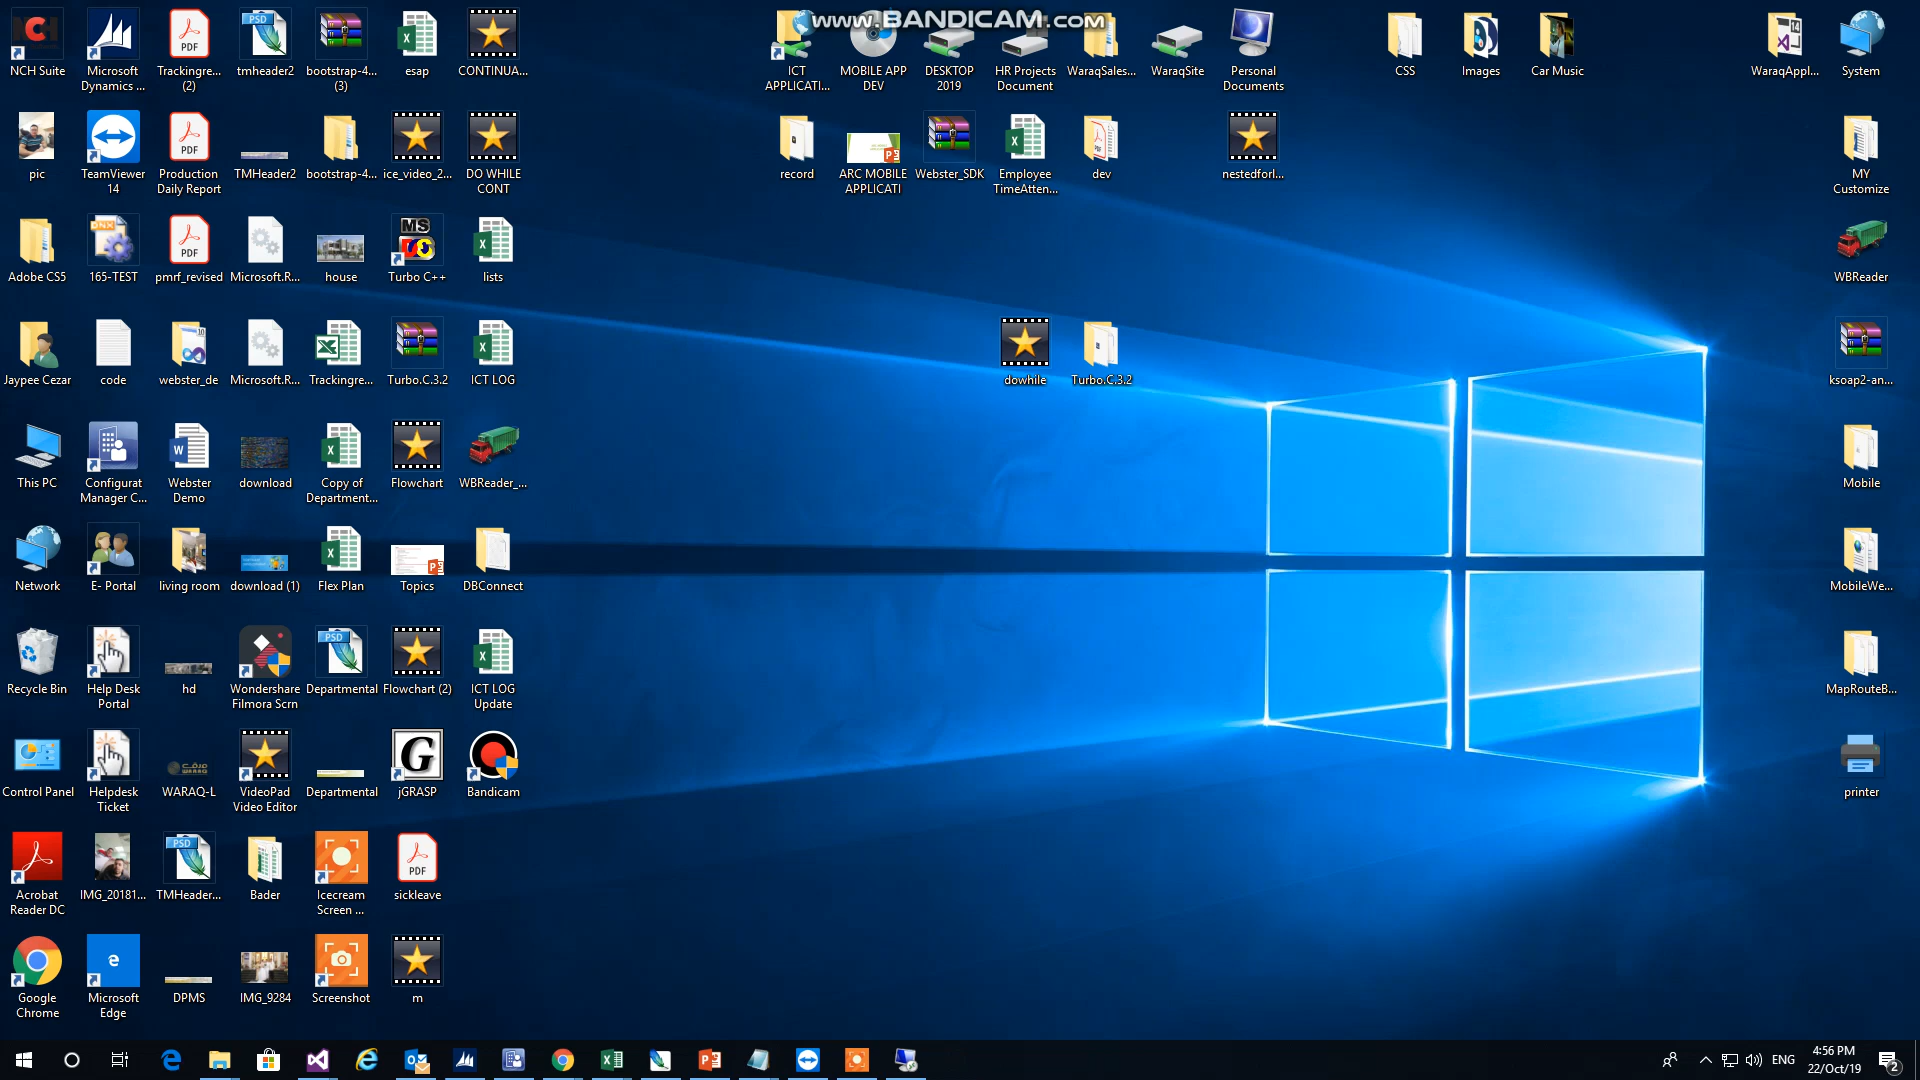 www.BANDICAM.com
NCH Suite
Microsoft
Dynamics ...
Trackingre...
(2)
tmheader2
bootstrap-4...
(3)
esap
CONTINUA...
ICT
APPLICATI...
MOBILE APP
DEV
DESKTOP
2019
HR Projects
Document
WaraqSales...
WaraqSite
Personal
Documents
CSS
Images
Car Music
WaraqAppl...
System
pic
TeamViewer
14
Production
Daily Report
TMHeader2
bootstrap-4...
ice_video_2...
DO WHILE
CONT
record
ARC MOBILE
APPLICATI
Webster_SDK
Employee
TimeAtten...
dev
nestedforl...
MY
Customize
Adobe CS5
165-TEST
pmrf_revised
Microsoft.R...
house
Turbo C++
lists
WBReader
Jaypee Cezar
code
webster_de
Microsoft.R...
Trackingre...
Turbo.C.3.2
ICT LOG
dowhile
Turbo.C.3.2
ksoap2-an...
This PC
Configurat
Manager C...
Webster
Demo
download
Copy of
Department...
Flowchart
WBReader_...
Mobile
Network
E- Portal
living room
download (1)
Flex Plan
Topics
DBConnect
MobileWe...
Recycle Bin
Help Desk
Portal
hd
Wondershare
Filmora Scrn
Departmental
Flowchart (2)
ICT LOG
Update
MapRouteB...
Control Panel
Helpdesk
Ticket
WARAQ-L
VideoPad
Video Editor
Departmental
jGRASP
Bandicam
printer
Acrobat
Reader DC
IMG_20181...
TMHeader...
Bader
Icecream
Screen ...
sickleave
Google
Chrome
Microsoft
Edge
DPMS
IMG_9284
Screenshot
m
ENG
4:56 PM
22/Oct/19
2